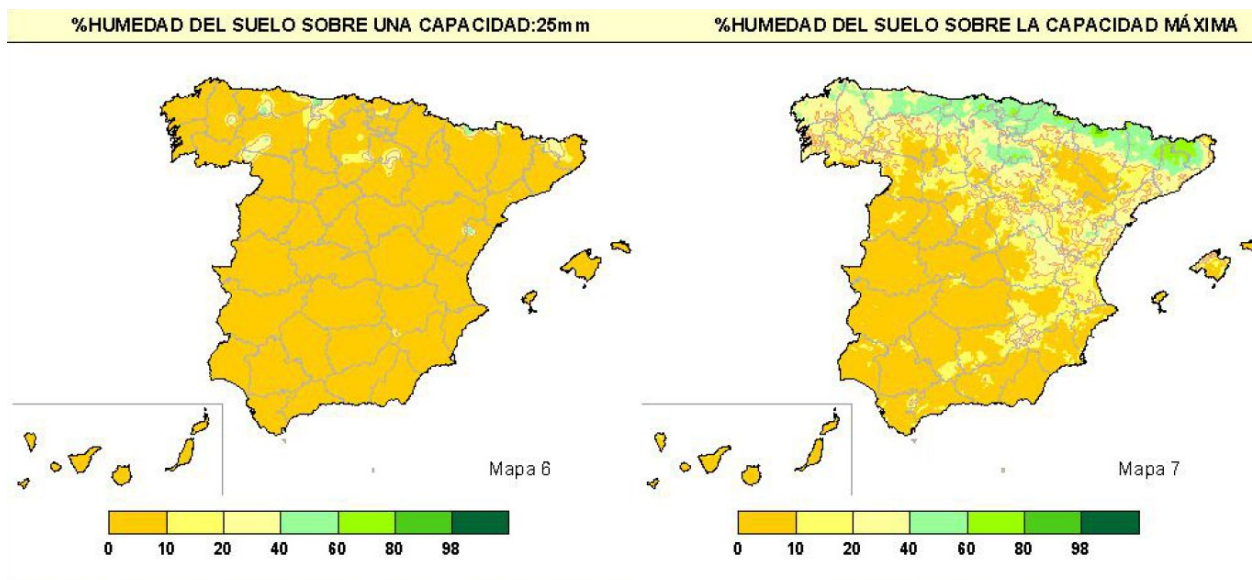 %HUMEDAD DEL SUELO SOBRE UNA CAPACIDAD:25mm
%HUMEDAD DEL SUELO SOBRE LA CAPACIDAD MÁXIMA
Mapa 6
Mapa 7
0 10 20 40 60 80 98
0 10 20 40 60 80 98